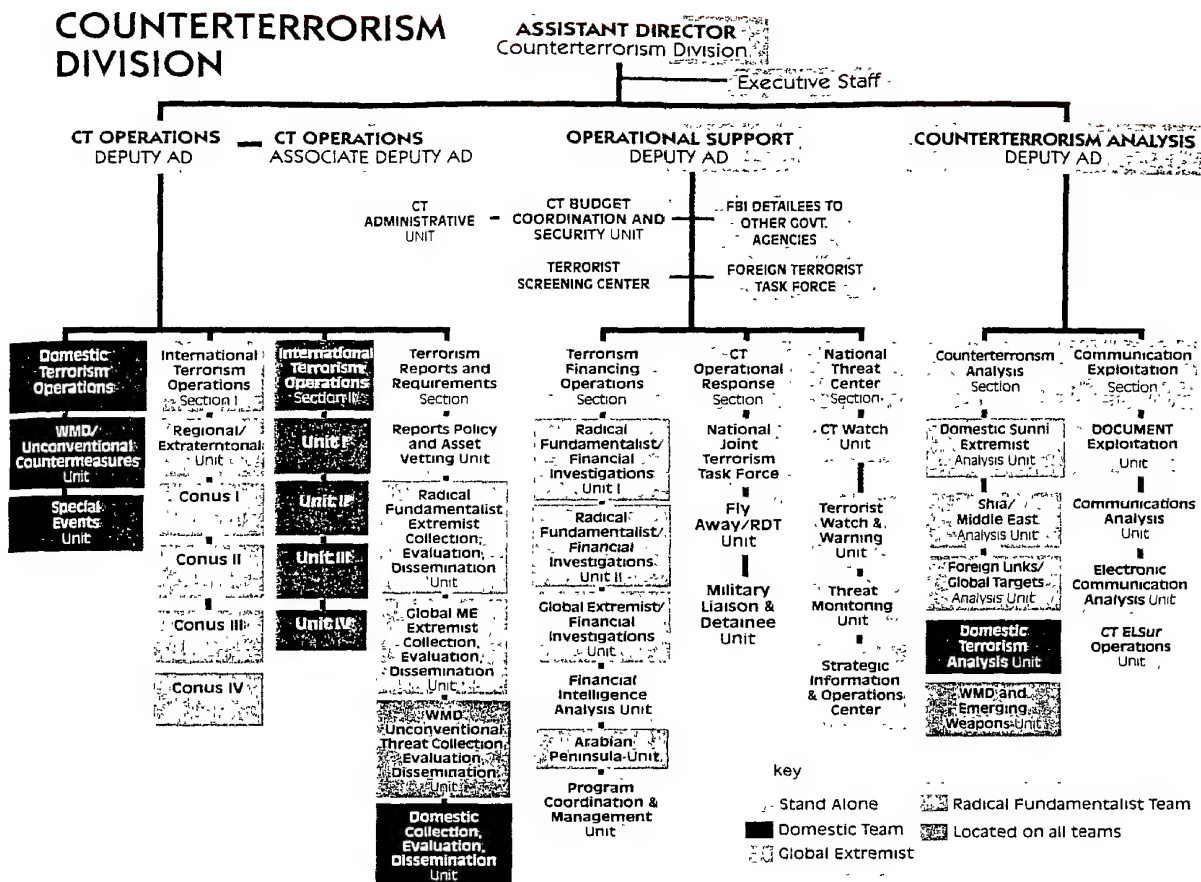 COUNTERTERRORISM
DIVISION
ASSISTANT DIRECTOR
Counterterrorism Division
Executive Staff
CT OPERATIONS
DEPUTY AD
CT OPERATIONS
ASSOCIATE DEPUTY AD
OPERATIONAL SUPPORT
DEPUTY AD
COUNTERTERRORISM ANALYSIS
DEPUTY AD
CT
ADMINISTRATIVE
UNIT
CT BUDGET
COORDINATION AND
SECURITY UNIT
FBI DETAILEES TO
OTHER GOVT.
AGENCIES
TERRORIST
SCREENING CENTER
FOREIGN TERRORIST
TASK FORCE
Domestic
Terrorism
Operations
WMD/
Unconventional
Countermeasures
Unit
Special
Events
Unit
International
Terrorism
Operations
Section I
Regional/
Extraterritorial
Unit
Conus I
Conus II
Conus III
Conus IV
International
Terrorism
Operations
Section II
Unit I
Unit II
Unit III
Unit IV
Terrorism
Reports and
Requirements
Section
Reports Policy
and Asset
Vetting Unit
Radical
Fundamentalist
Extremist
Collection,
Evaluation,
Dissemination
Unit
Global ME
Extremist
Collection,
Evaluation,
Dissemination
Unit
WMD
Unconventional
Threat Collection,
Evaluation
Dissemination
Unit
Domestic
Collection,
Evaluation,
Dissemination
Unit
Terrorism
Financing
Operations
Section
Radical
Fundamentalist/
Financial
Investigations
Unit I
Radical
Fundamentalist/
Financial
Investigations
Unit II
Global Extremist/
Financial
Investigations
Unit
Financial
Intelligence
Analysis Unit
Arabian
Peninsula Unit
Program
Coordination &
Management
Unit
CT
Operational
Response
Section
National
Joint
Terrorism
Task Force
Fly
Away/RDT
Unit
Military
Liaison &
Detainee
Unit
National
Threat
Center
Section
CT Watch
Unit
Terrorist
Watch &
Warning
Unit
Threat
Monitoring
Unit
Strategic
Information
& Operations
Center
Counterterrorism
Analysis
Section
Domestic Sunni
Extremist
Analysis Unit
Shia/
Middle East
Analysis Unit
Foreign Links/
Global Targets
Analysis Unit
Domestic
Terrorism
Analysis Unit
WMD and
Emerging
Weapons Unit
Communication
Exploitation
Section
DOCUMENT
Exploitation
Unit
Communications
Analysis
Unit
Electronic
Communication
Analysis Unit
CT ELSur
Operations
Unit
key
Stand Alone
Domestic Team
Global Extremist
Radical Fundamentalist Team
Located on all teams